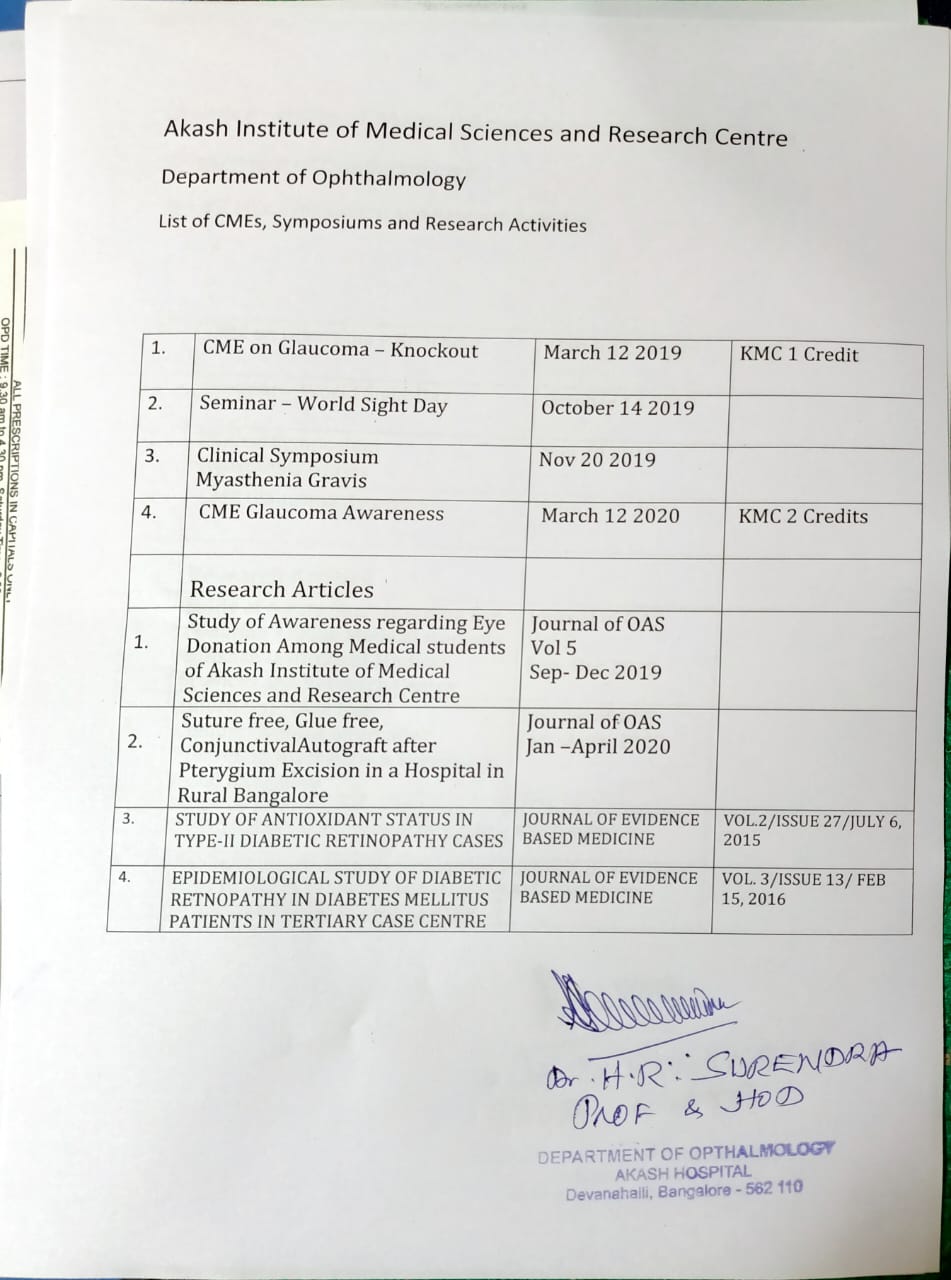 Akash Institute of Medical Sciences and Research Centre
Department of Ophthalmology
List of CMEs, Symposiums and Research Activities
1. CME on Glaucoma – Knockout March 12 2019 KMC 1 Credit
2. Seminar – World Sight Day October 14 2019
3. Clinical Symposium Nov 20 2019
Myasthenia Gravis
4. CME Glaucoma Awareness March 12 2020 KMC 2 Credits
Research Articles
Study of Awareness regarding Eye Journal of OAS
1. Donation Among Medical students Vol 5
of Akash Institute of Medical Sep- Dec 2019
Sciences and Research Centre
Suture free, Glue free, Journal of OAS
2. ConjunctivalAutograft after Jan –April 2020
Pterygium Excision in a Hospital in
Rural Bangalore
3. STUDY OF ANTIOXIDANT STATUS IN JOURNAL OF EVIDENCE VOL.2/ISSUE 27/JULY 6,
TYPE-II DIABETIC RETINOPATHY CASES BASED MEDICINE 2015
4. EPIDEMIOLOGICAL STUDY OF DIABETIC JOURNAL OF EVIDENCE VOL. 3/ISSUE 13/ FEB
RETNOPATHY IN DIABETES MELLITUS BASED MEDICINE 15, 2016
PATIENTS IN TERTIARY CASE CENTRE
Dr. H.R. SURENDRA
PROF & HOD
DEPARTMENT OF OPTHALMOLOGY
AKASH HOSPITAL
Devanahalli, Bangalore - 562 110
ALL PRESCRIPTIONS IN CAPITALS
OPD TIME : 9.30 am to 4.30 pm